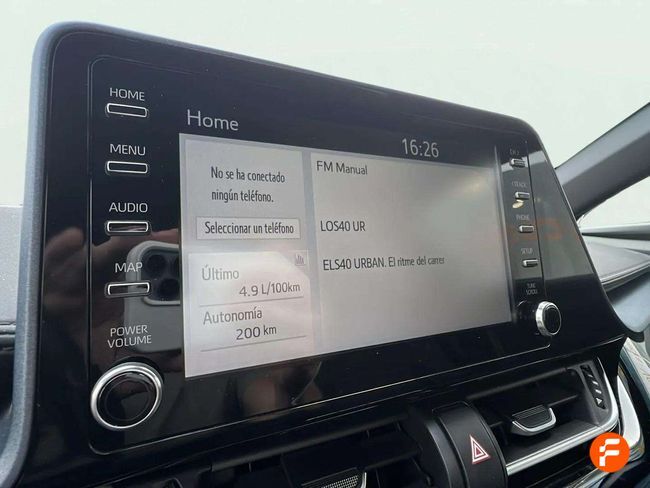 HOME
MENU
AUDIO
MAP
POWER
VOLUME
Home
16:26
No se ha conectado
ningún teléfono.
Seleccionar un teléfono
Último
4.9 L/100km
Autonomía
200 km
FM Manual
LOS40 UR
ELS40 URBAN. El ritme del carrer
PHONE
SETUP
TUNE
SCROLL